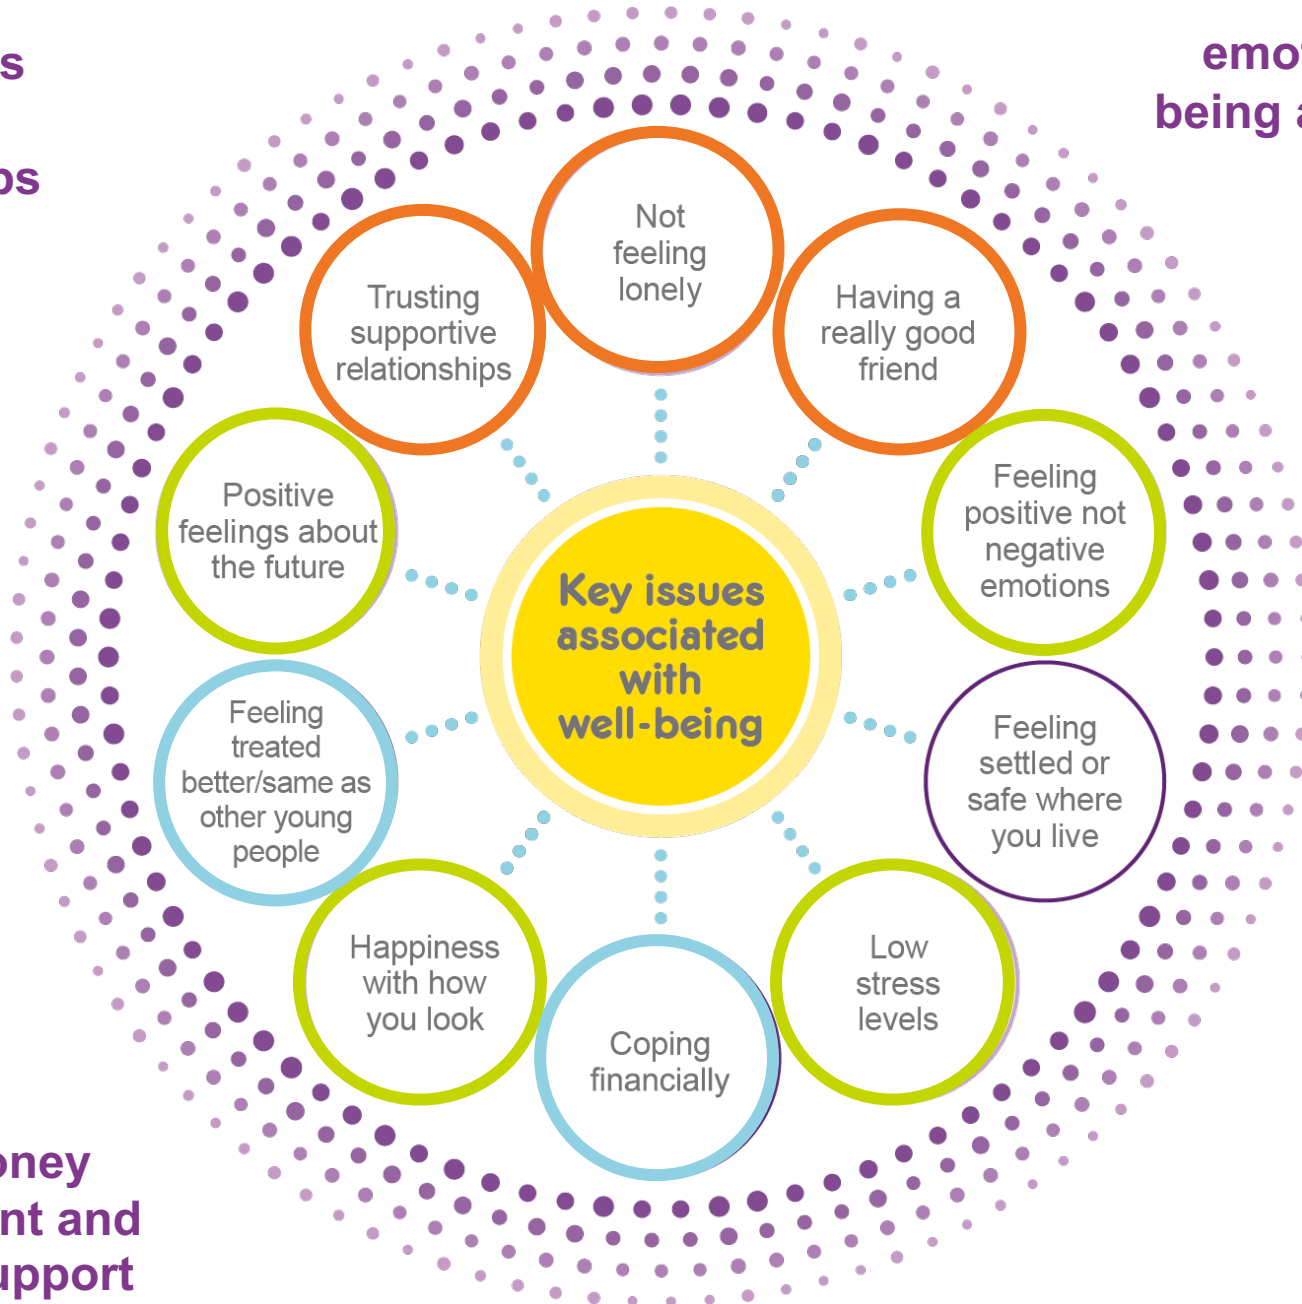 s
ps
emo
being a
Not
feeling
lonely
Trusting
supportive
relationships
Having a
really good
friend
Positive
feelings about
the future
Feeling
positive not
negative
emotions
Key issues
associated
with
well-being
Feeling
treated
better/same as
other young
people
Feeling
settled or
safe where
you live
Happiness
with how
you look
Low
stress
levels
Coping
financially
oney
nt and
upport